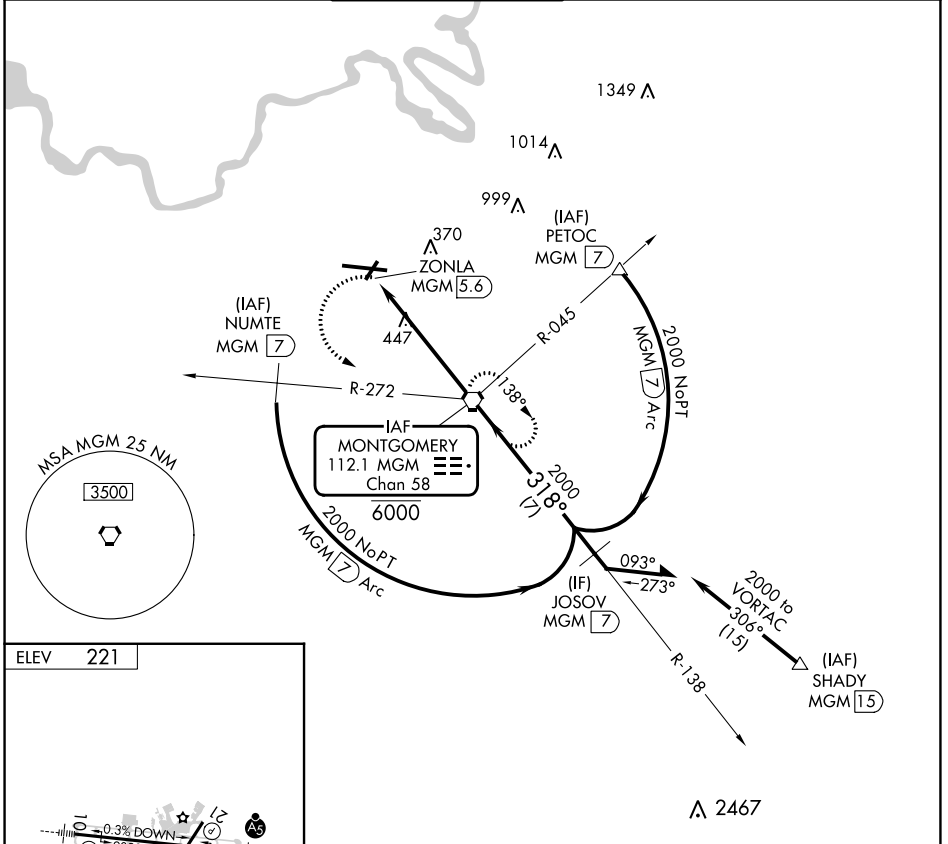 1349
1014
999
370
(IAF)
PETOC
MGM 7
ZONLA
MGM 5.6
(IAF)
NUMTE
MGM 7
447
R-045
R-272
138°
2000 NoPT
MGM 7 Arc
MSA MGM 25 NM
3500
IAF
MONTGOMERY
112.1 MGM
Chan 58
6000
2000
318°
(7)
2000 NoPT
MGM 7 Arc
093°
273°
(IF)
JOSOV
MGM 7
2000 to
VORTAC
306°
(15)
(IAF)
SHADY
MGM 15
R-138
ELEV 221
2467
10
0.3% DOWN
21
P
A5